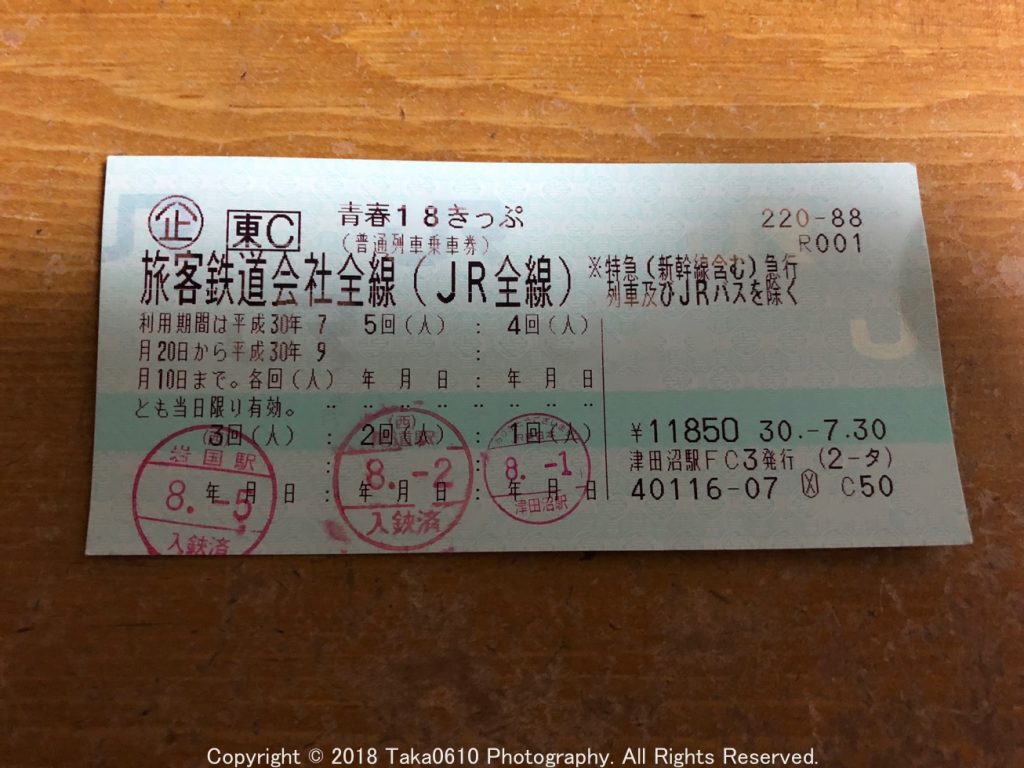 企 東C 青春18きっぷ 220-88
(普通列車乗車券) R001
旅客鉄道会社全線(JR全線) ※特急(新幹線含む)急行
列車及びJRバスを除く
利用期間は平成30年 7 5回(人) : 4回(人)
月20日から平成30年 9 :
月10日まで。各回(人) 年 月 日 : 年 月 日
とも当日限り有効。
3回(人) : 2回(人) : 1回(人) ¥11850 30.-7.30
年 月 日 : 年 月 日 : 年 月 日
津田沼駅FC3発行 (2-タ)
40116-07 C50
岩国駅
8.-5
入鋏済
(西)
8.-2
入鋏済
8.-1
津田沼駅
Copyright © 2018 Taka0610 Photography. All Rights Reserved.